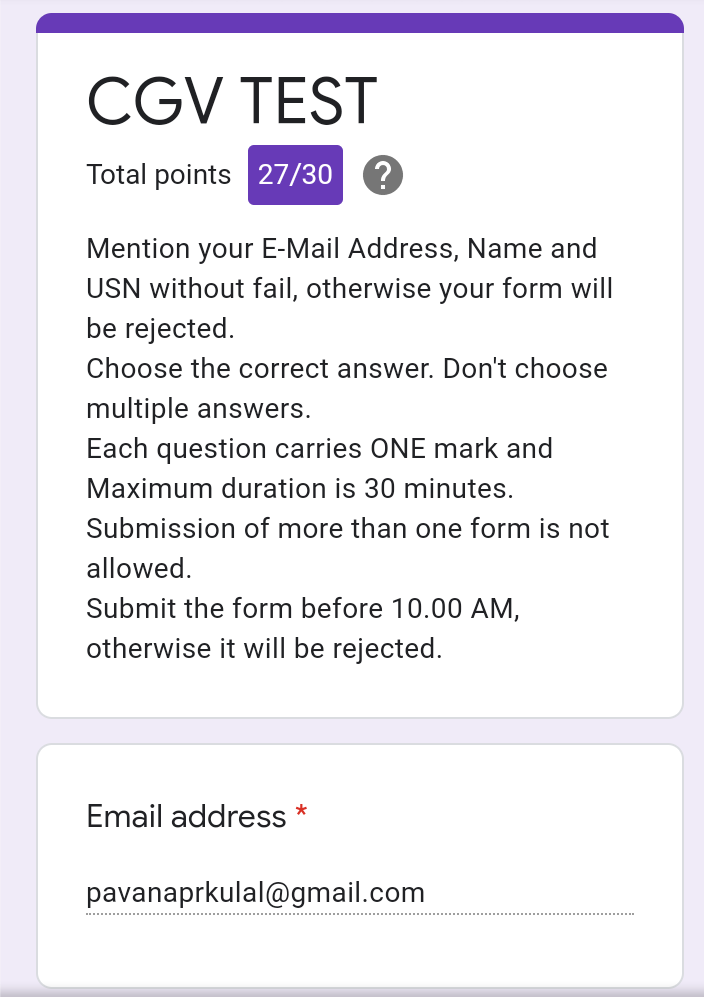 CGV TEST
Total points 27/30 ?
Mention your E-Mail Address, Name and
USN without fail, otherwise your form will
be rejected.
Choose the correct answer. Don't choose
multiple answers.
Each question carries ONE mark and
Maximum duration is 30 minutes.
Submission of more than one form is not
allowed.
Submit the form before 10.00 AM,
otherwise it will be rejected.
Email address *
pavanaprkulal@gmail.com